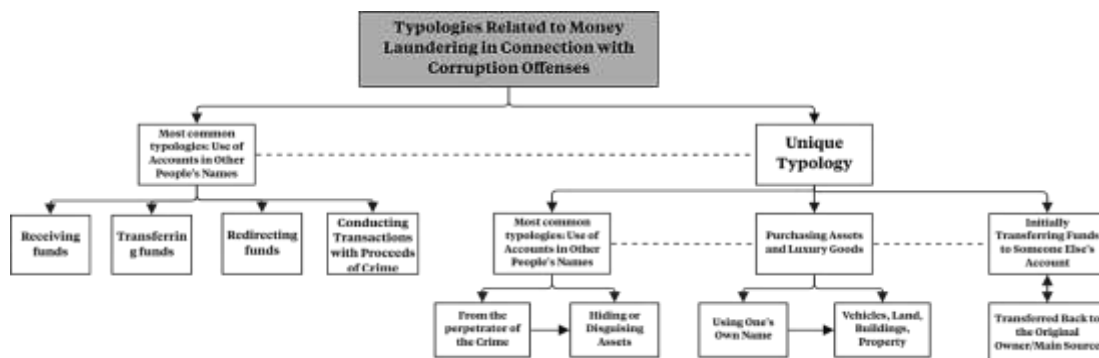 Typologies Related to Money
Laundering in Connection with
Corruption Offenses
Most common
typologies: Use of
Accounts in Other
People's Names
Unique
Typology
Receiving
funds
Transferrin
g funds
Redirecting
funds
Conducting
Transactions
with Proceeds
of Crime
Most common
typologies: Use of
Accounts in Other
People's Names
Purchasing Assets
and Luxury Goods
Initially
Transferring Funds
to Someone Else's
Account
From the
perpetrator of
the Crime
Hiding or
Disguising
Assets
Using One's
Own Name
Vehicles, Land,
Buildings,
Property
Transferred Back to
the Original
Owner/Main Source